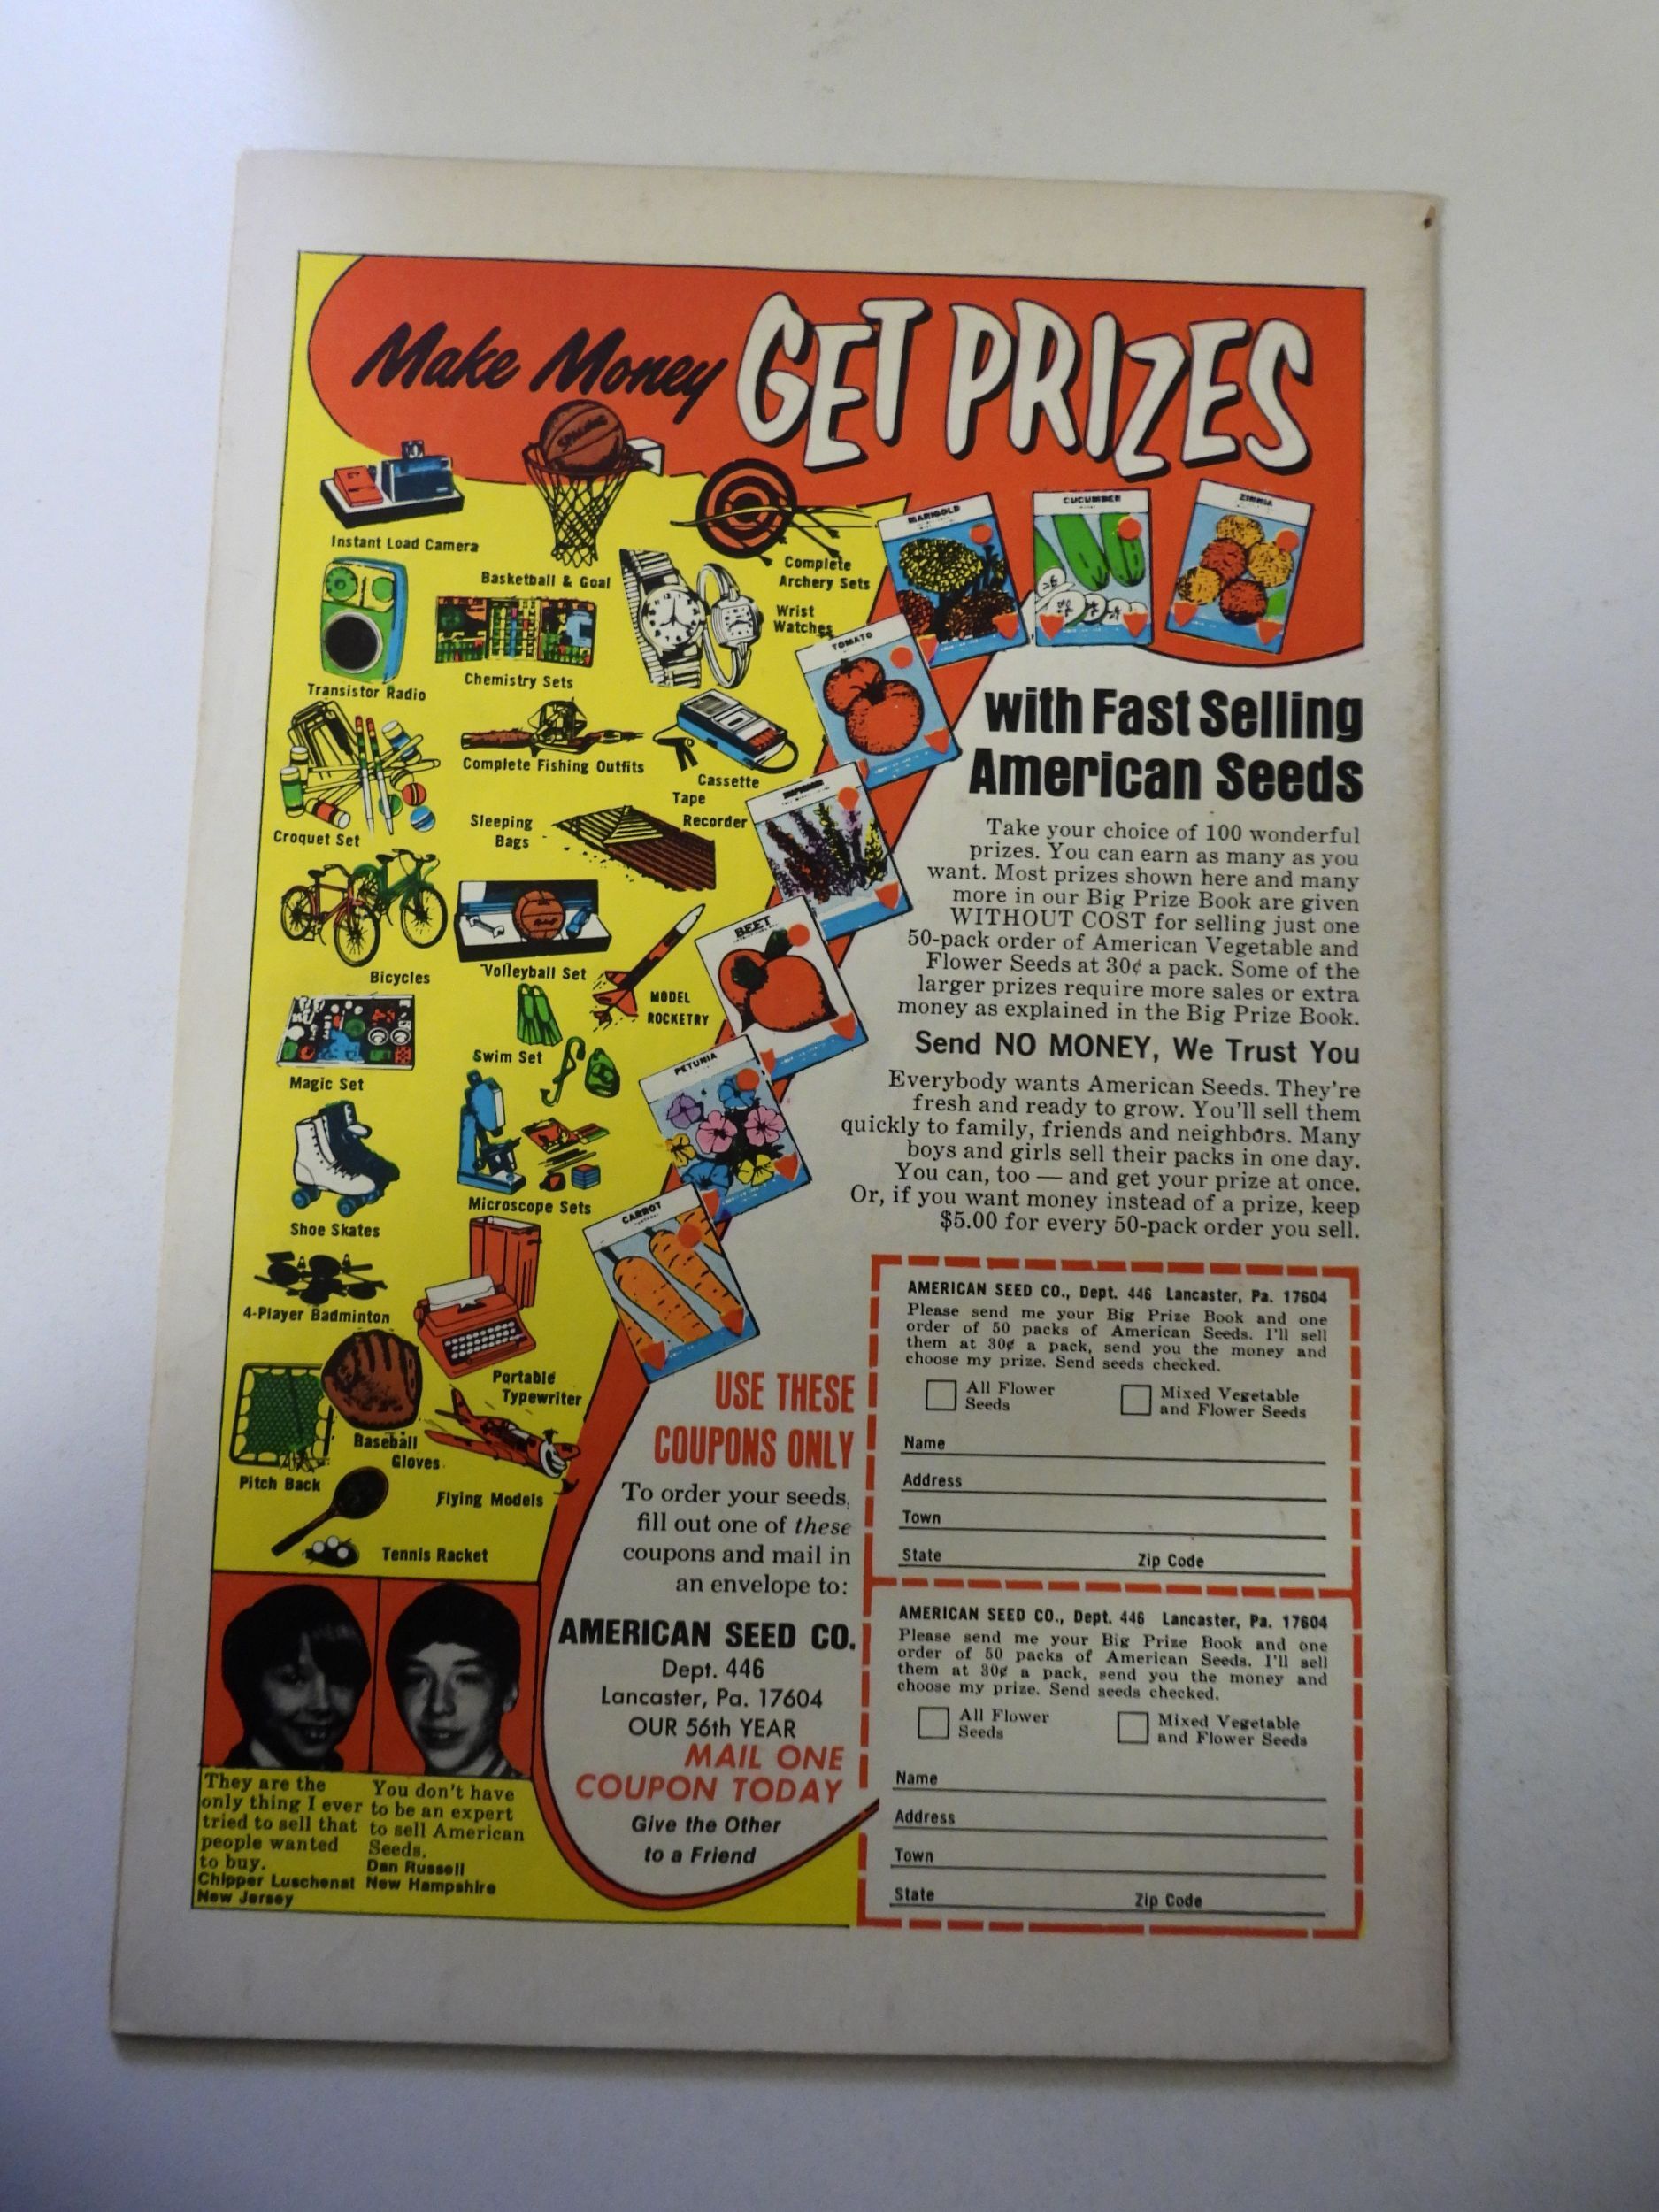 Make Money GET PRIZES
Spalding
Instant Load Camera
Basketball & Goal
Complete
Archery Sets
Wrist
Watches
Transistor Radio
Chemistry Sets
Complete Fishing Outfits
Cassette
Tape
Recorder
Croquet Set
Sleeping
Bags
Bicycles
Volleyball Set
MODEL
ROCKETRY
Swim Set
Magic Set
Shoe Skates
Microscope Sets
4-Player Badminton
Portable
Typewriter
Baseball
Gloves
Pitch Back
Flying Models
Tennis Racket
MARIGOLD
CUCUMBER
ZINNIA
TOMATO
BEET
PETUNIA
CARROT
with Fast Selling
American Seeds
Take your choice of 100 wonderful
prizes. You can earn as many as you
want. Most prizes shown here and many
more in our Big Prize Book are given
WITHOUT COST for selling just one
50-pack order of American Vegetable and
Flower Seeds at 30¢ a pack. Some of the
larger prizes require more sales or extra
money as explained in the Big Prize Book.
Send NO MONEY, We Trust You
Everybody wants American Seeds. They're
fresh and ready to grow. You'll sell them
quickly to family, friends and neighbors. Many
boys and girls sell their packs in one day.
You can, too — and get your prize at once.
Or, if you want money instead of a prize, keep
$5.00 for every 50-pack order you sell.
USE THESE
COUPONS ONLY
To order your seeds,
fill out one of these
coupons and mail in
an envelope to:
AMERICAN SEED CO.
Dept. 446
Lancaster, Pa. 17604
OUR 56th YEAR
MAIL ONE
COUPON TODAY
Give the Other
to a Friend
AMERICAN SEED CO., Dept. 446 Lancaster, Pa. 17604
Please send me your Big Prize Book and one
order of 50 packs of American Seeds. I'll sell
them at 30¢ a pack, send you the money and
choose my prize. Send seeds checked.
All Flower
Seeds
Mixed Vegetable
and Flower Seeds
Name
Address
Town
State Zip Code
AMERICAN SEED CO., Dept. 446 Lancaster, Pa. 17604
Please send me your Big Prize Book and one
order of 50 packs of American Seeds. I'll sell
them at 30¢ a pack, send you the money and
choose my prize. Send seeds checked.
All Flower
Seeds
Mixed Vegetable
and Flower Seeds
Name
Address
Town
State Zip Code
They are the
only thing I ever
tried to sell that
people wanted
to buy.
Chipper Luschenat
New Jersey
You don't have
to be an expert
to sell American
Seeds.
Dan Russell
New Hampshire